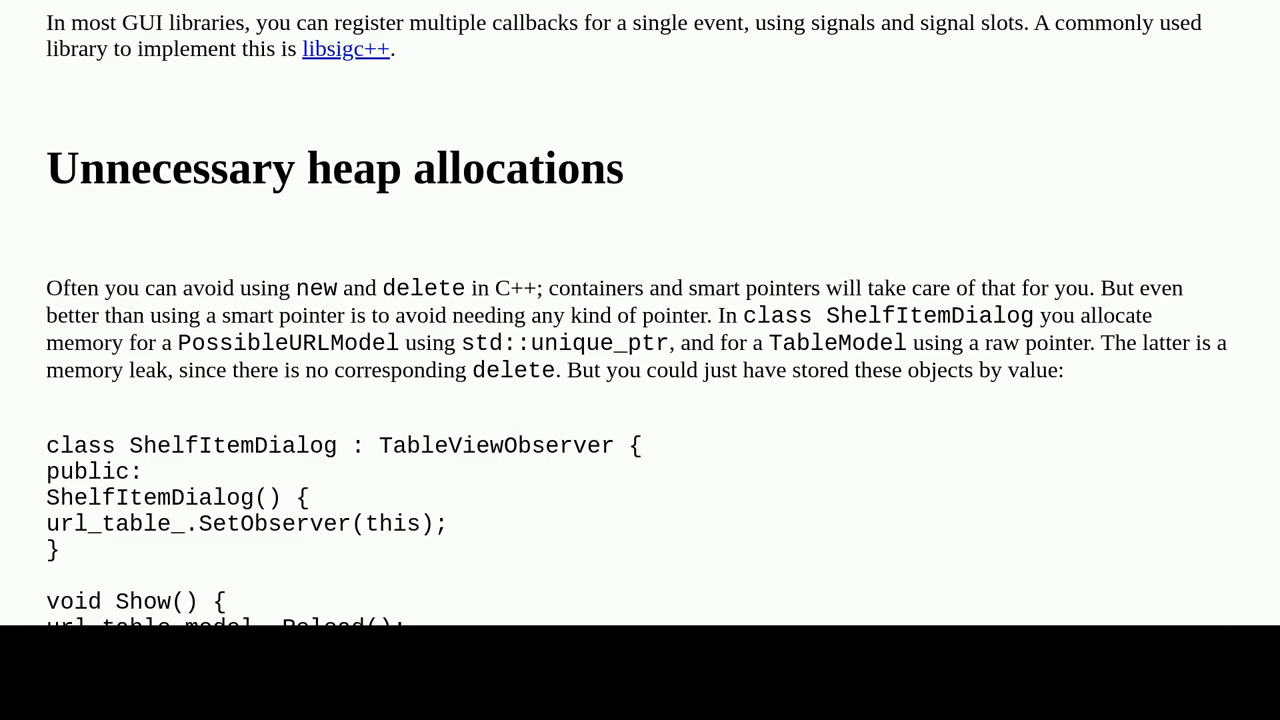 In most GUI libraries, you can register multiple callbacks for a single event, using signals and signal slots. A commonly used
library to implement this is libsigc++.
Unnecessary heap allocations
Often you can avoid using new and delete in C++; containers and smart pointers will take care of that for you. But even
better than using a smart pointer is to avoid needing any kind of pointer. In class ShelfItemDialog you allocate
memory for a PossibleURLModel using std::unique_ptr, and for a TableModel using a raw pointer. The latter is a
memory leak, since there is no corresponding delete. But you could just have stored these objects by value:
class ShelfItemDialog : TableViewObserver {
public:
ShelfItemDialog() {
url_table_.SetObserver(this);
}
void Show() {
url_table_model_.Reload();